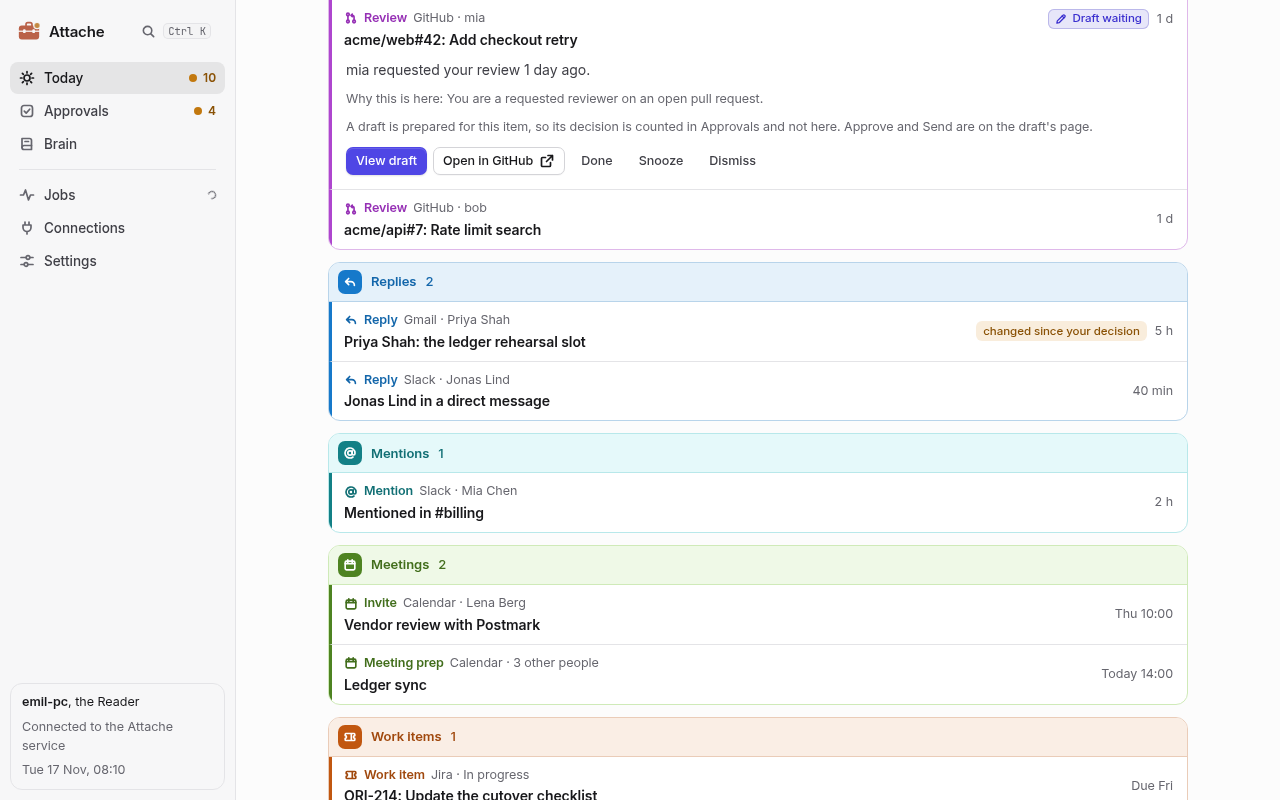 Attache
Ctrl K
Today
10
Approvals
4
Brain
Jobs
Connections
Settings
emil-pc, the Reader
Connected to the Attache
service
Tue 17 Nov, 08:10
Review GitHub · mia
Draft waiting
1 d
acme/web#42: Add checkout retry
mia requested your review 1 day ago.
Why this is here: You are a requested reviewer on an open pull request.
A draft is prepared for this item, so its decision is counted in Approvals and not here. Approve and Send are on the draft's page.
View draft
Open in GitHub
Done
Snooze
Dismiss
Review GitHub · bob
1 d
acme/api#7: Rate limit search
Replies 2
Reply Gmail · Priya Shah
changed since your decision
5 h
Priya Shah: the ledger rehearsal slot
Reply Slack · Jonas Lind
40 min
Jonas Lind in a direct message
Mentions 1
Mention Slack · Mia Chen
2 h
Mentioned in #billing
Meetings 2
Invite Calendar · Lena Berg
Thu 10:00
Vendor review with Postmark
Meeting prep Calendar · 3 other people
Today 14:00
Ledger sync
Work items 1
Work item Jira · In progress
Due Fri
ORI-214: Update the cutover checklist